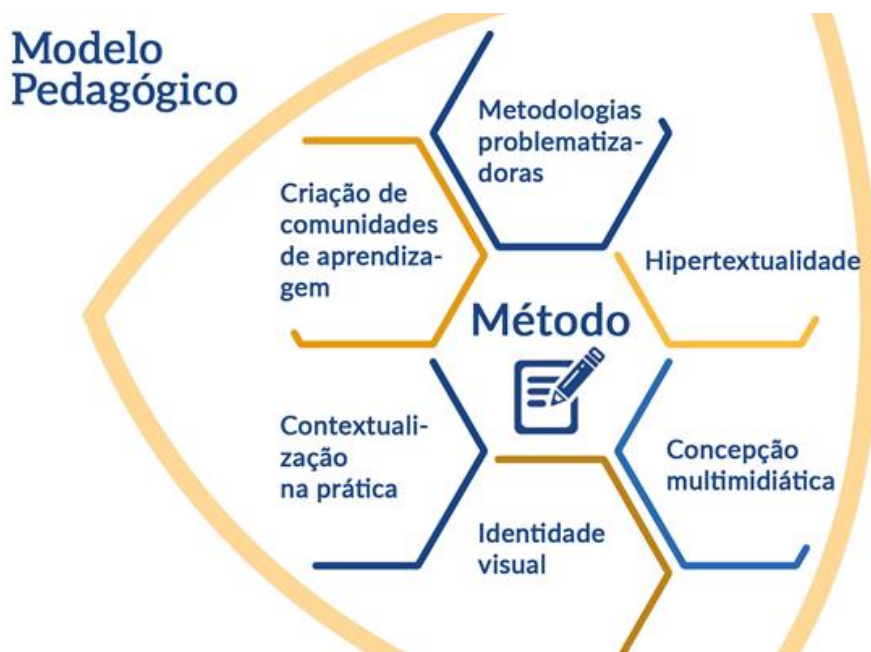 Modelo
Pedagógico
Metodologias
problematiza-
doras
Criação de
comunidades
de aprendiza-
gem
Hipertextualidade
Método
Contextuali-
zação
na prática
Concepção
multimidiática
Identidade
visual